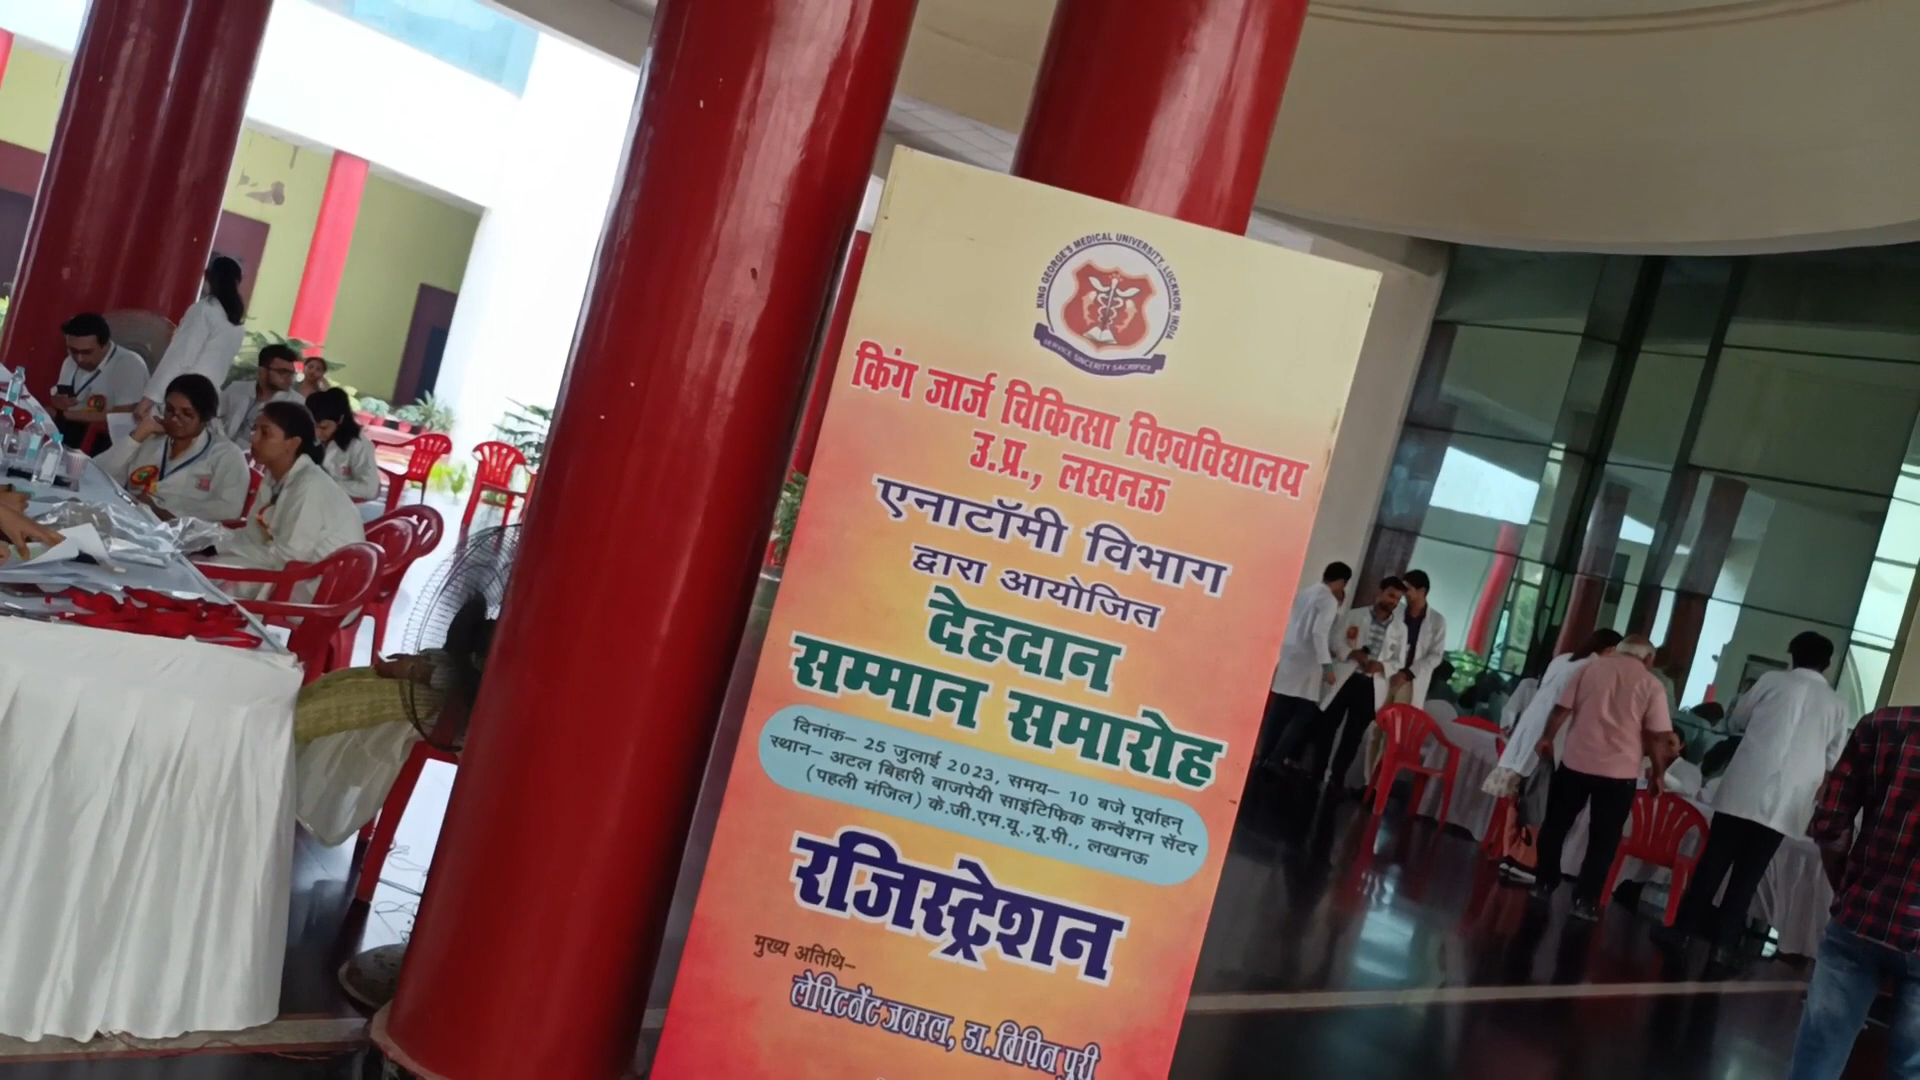 KING GEORGE'S MEDICAL UNIVERSITY, LUCKNOW, INDIA
SERVICE SINCERITY SACRIFICE
किंग जार्ज चिकित्सा विश्वविद्यालय
उ.प्र., लखनऊ
एनाटॉमी विभाग
द्वारा आयोजित
देहदान
सम्मान समारोह
दिनांक– 25 जुलाई 2023, समय– 10 बजे पूर्वाहन्
स्थान– अटल बिहारी बाजपेयी साइंटिफिक कन्वेंशन सेंटर
(पहली मंजिल) के.जी.एम.यू.,यू.पी., लखनऊ
रजिस्ट्रेशन
मुख्य अतिथि–
लेफ्टिनेंट जनरल, डा. बिपिन पुरी